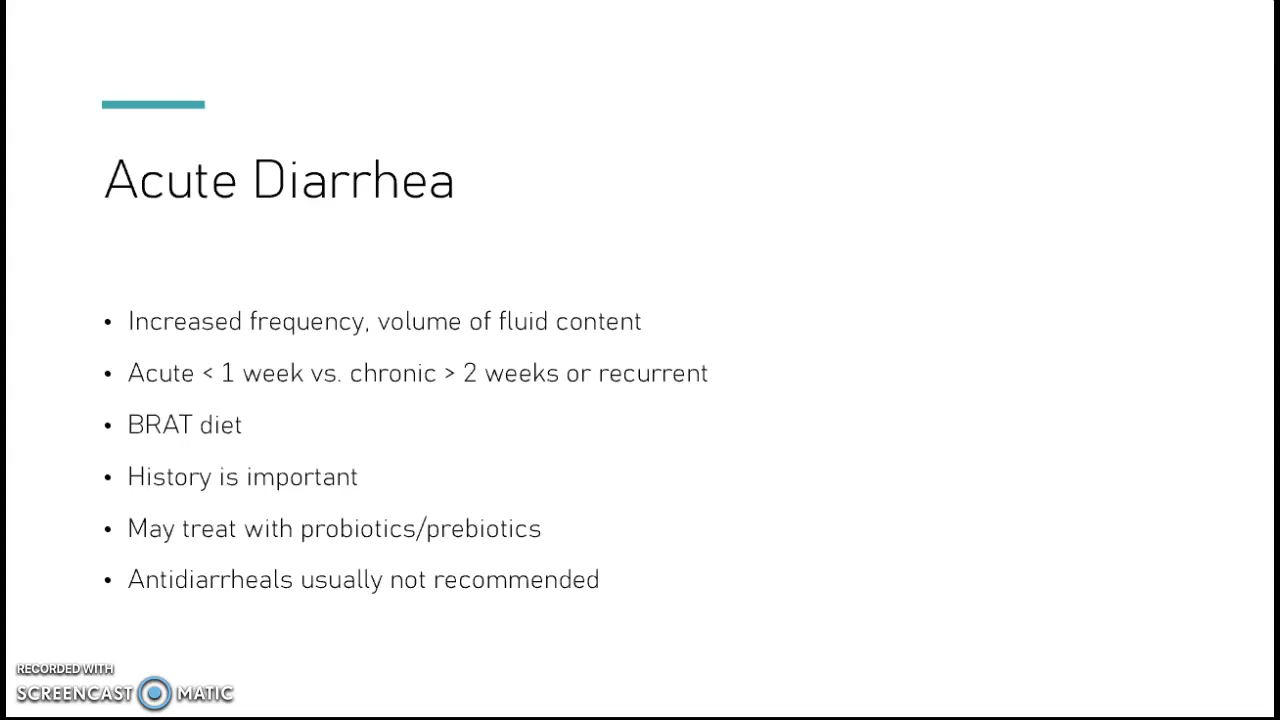 Acute Diarrhea
• Increased frequency, volume of fluid content
• Acute < 1 week vs. chronic > 2 weeks or recurrent
• BRAT diet
• History is important
• May treat with probiotics/prebiotics
• Antidiarrheals usually not recommended
RECORDED WITH
SCREENCAST MATIC